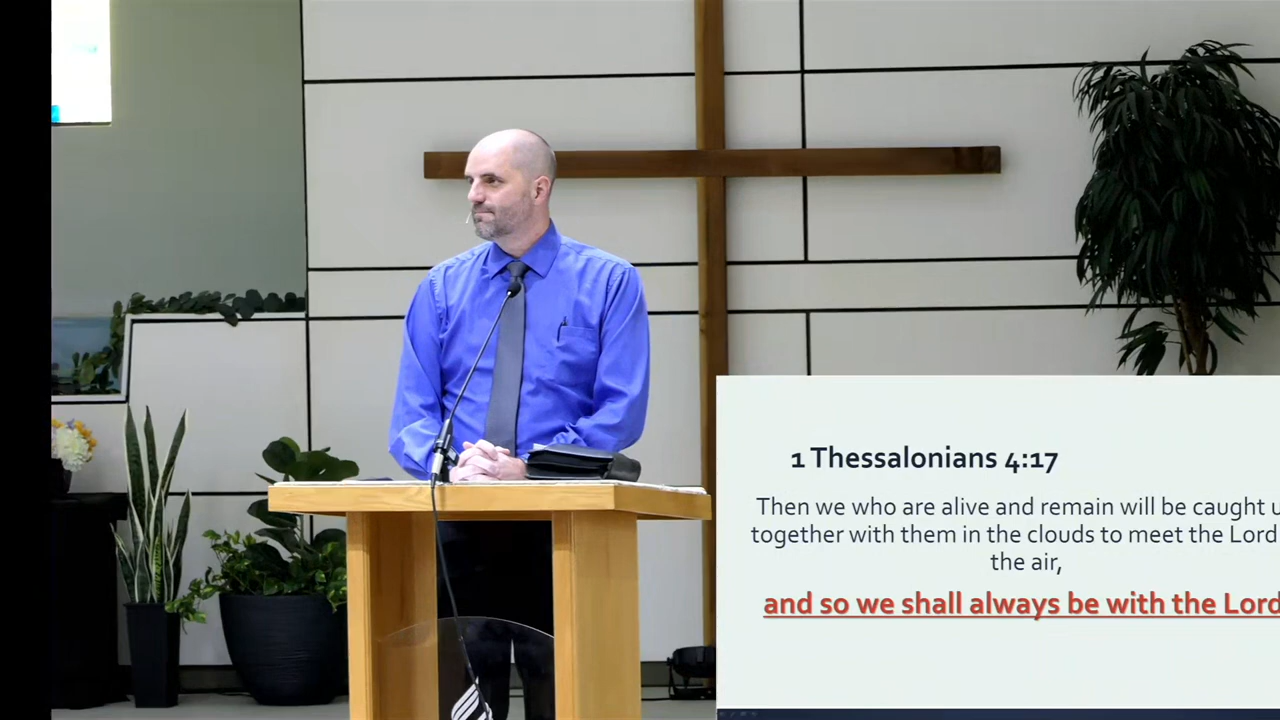 1 Thessalonians 4:17
Then we who are alive and remain will be caught
together with them in the clouds to meet the Lord
the air,
and so we shall always be with the Lord